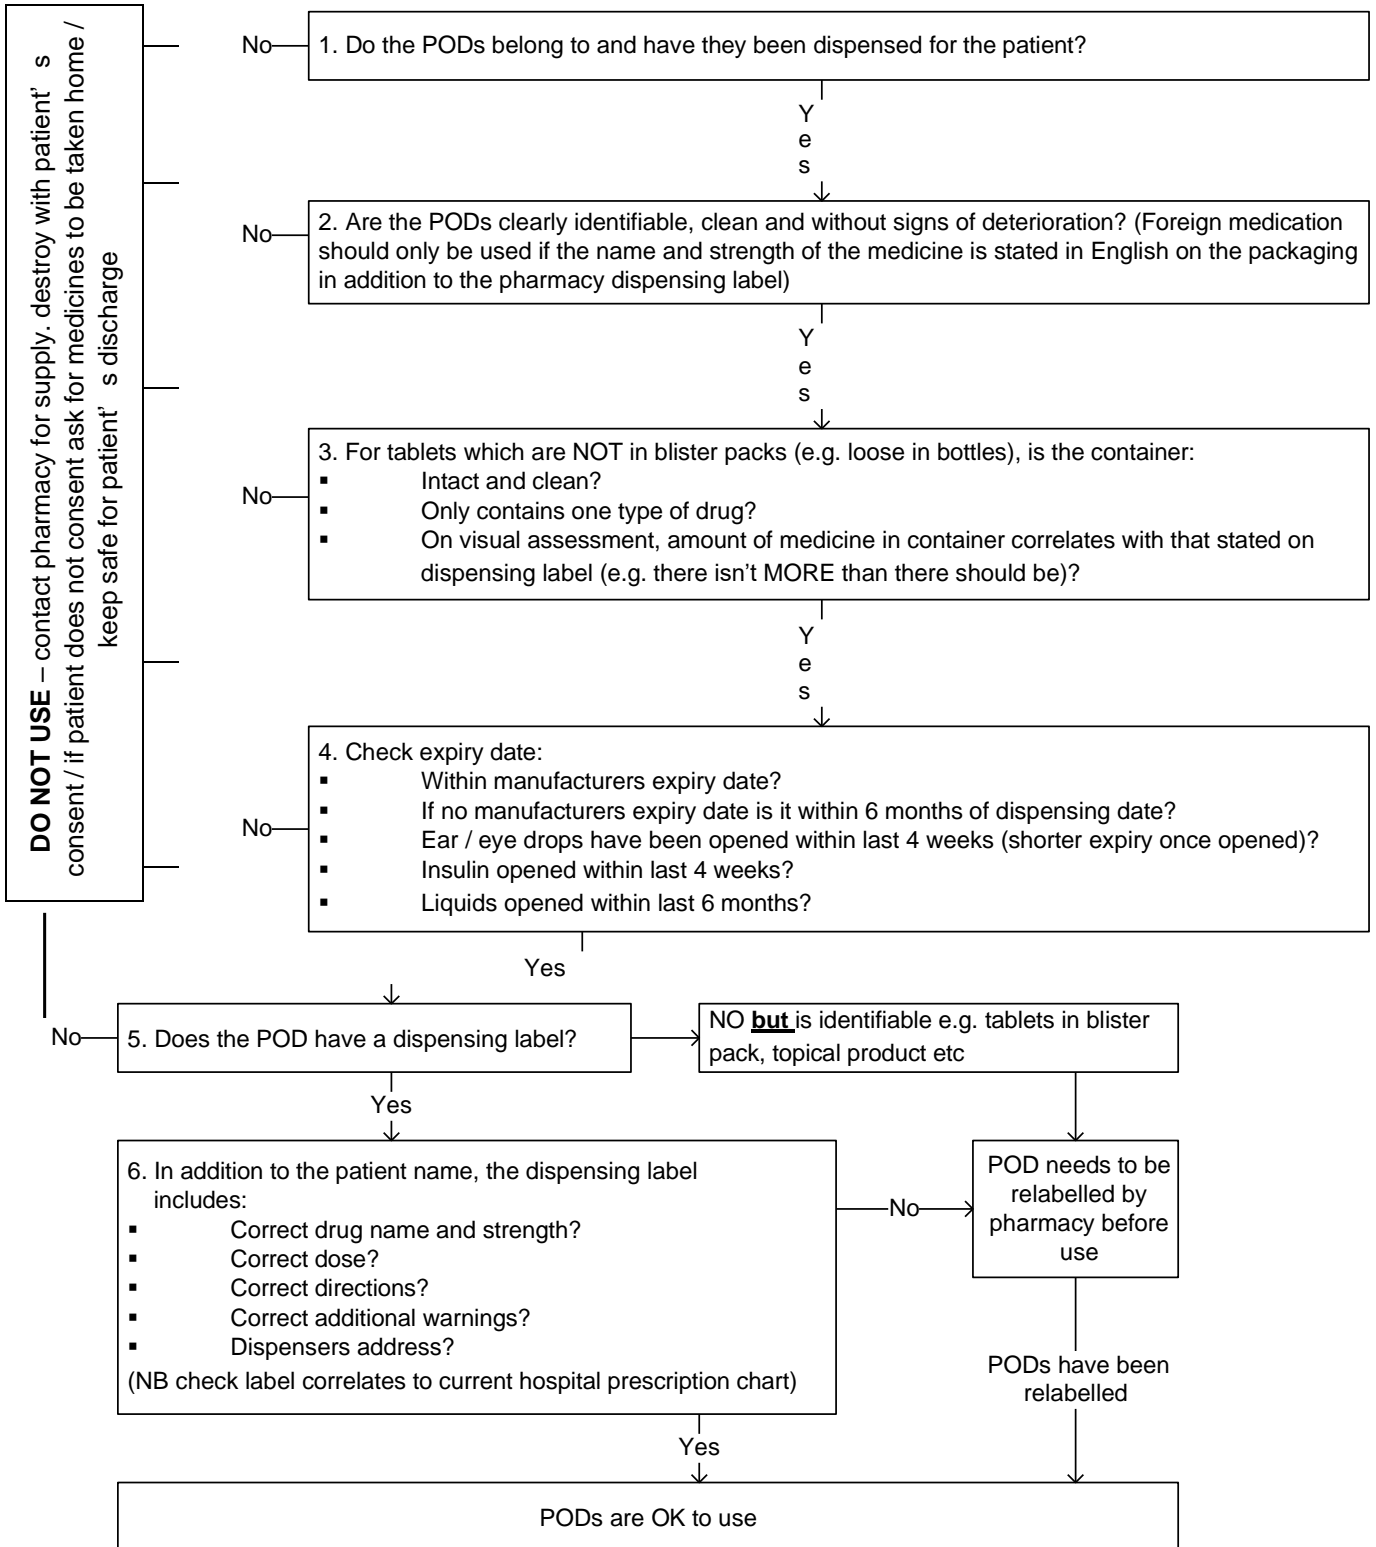 DO NOT USE – contact pharmacy for supply. destroy with patient' s
consent / if patient does not consent ask for medicines to be taken home /
keep safe for patient' s discharge
No
1. Do the PODs belong to and have they been dispensed for the patient?
Yes
No
2. Are the PODs clearly identifiable, clean and without signs of deterioration? (Foreign medication
should only be used if the name and strength of the medicine is stated in English on the packaging
in addition to the pharmacy dispensing label)
Yes
No
3. For tablets which are NOT in blister packs (e.g. loose in bottles), is the container:
▪ Intact and clean?
▪ Only contains one type of drug?
▪ On visual assessment, amount of medicine in container correlates with that stated on
dispensing label (e.g. there isn't MORE than there should be)?
Yes
No
4. Check expiry date:
▪ Within manufacturers expiry date?
▪ If no manufacturers expiry date is it within 6 months of dispensing date?
▪ Ear / eye drops have been opened within last 4 weeks (shorter expiry once opened)?
▪ Insulin opened within last 4 weeks?
▪ Liquids opened within last 6 months?
Yes
No
5. Does the POD have a dispensing label?
NO but is identifiable e.g. tablets in blister
pack, topical product etc
Yes
6. In addition to the patient name, the dispensing label
includes:
▪ Correct drug name and strength?
▪ Correct dose?
▪ Correct directions?
▪ Correct additional warnings?
▪ Dispensers address?
(NB check label correlates to current hospital prescription chart)
No
POD needs to be
relabelled by
pharmacy before
use
PODs have been
relabelled
Yes
PODs are OK to use